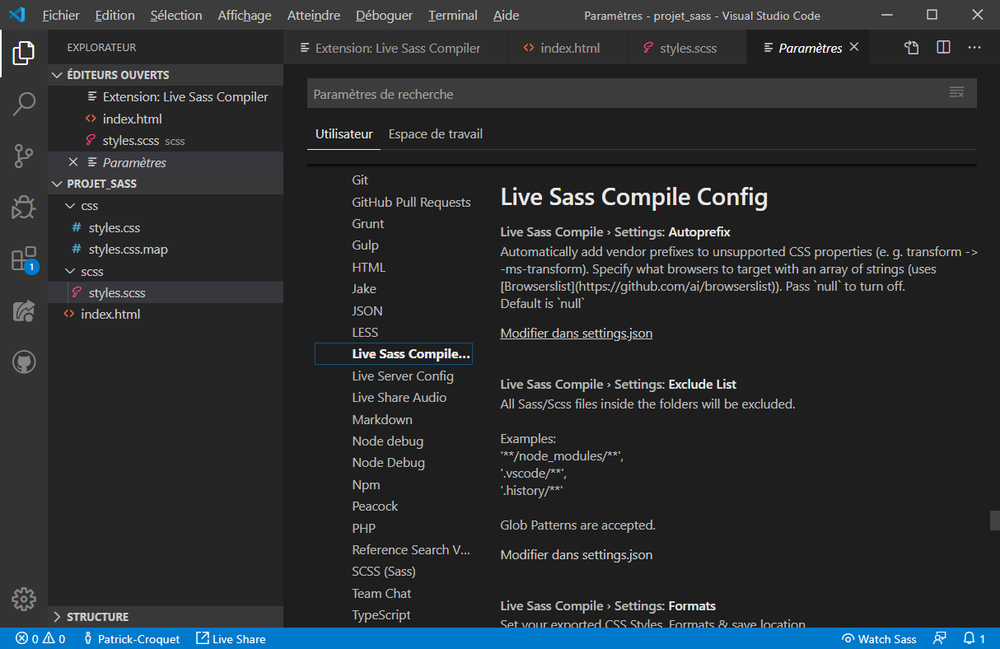 Fichier Edition Sélection Affichage Atteindre Déboguer Terminal Aide Paramètres - projet_sass - Visual Studio Code
EXPLORATEUR
ÉDITEURS OUVERTS
Extension: Live Sass Compiler
index.html
styles.scss scss
Paramètres
PROJET_SASS
css
styles.css
styles.css.map
scss
styles.scss
index.html
STRUCTURE
1
Extension: Live Sass Compiler index.html styles.scss Paramètres
Paramètres de recherche
Utilisateur Espace de travail
Git
GitHub Pull Requests
Grunt
Gulp
HTML
Jake
JSON
LESS
Live Sass Compile...
Live Server Config
Live Share Audio
Markdown
Node debug
Node Debug
Npm
Peacock
PHP
Reference Search V...
SCSS (Sass)
Team Chat
TypeScript
Live Sass Compile Config
Live Sass Compile › Settings: Autoprefix
Automatically add vendor prefixes to unsupported CSS properties (e. g. transform ->
-ms-transform). Specify what browsers to target with an array of strings (uses
[Browserslist](https://github.com/ai/browserslist)). Pass `null` to turn off.
Default is `null`
Modifier dans settings.json
Live Sass Compile › Settings: Exclude List
All Sass/Scss files inside the folders will be excluded.
Examples:
'**/node_modules/**',
'.vscode/**',
'.history/**'
Glob Patterns are accepted.
Modifier dans settings.json
Live Sass Compile › Settings: Formats
Set your exported CSS Styles, Formats & save location.
0 0 Patrick-Croquet Live Share Watch Sass 1